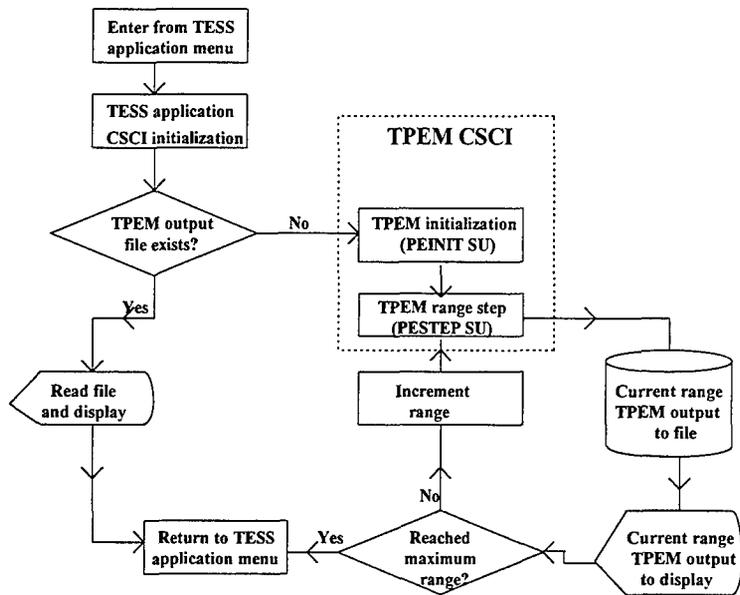 Enter from TESS
application menu
TESS application
CSCI initialization
TPEM CSCI
TPEM output
file exists?
No
TPEM initialization
(PEINIT SU)
TPEM range step
(PESTEP SU)
Yes
Read file
and display
Increment
range
Current range
TPEM output
to file
No
Return to TESS
application menu
Yes
Reached
maximum
range?
Current range
TPEM output
to display